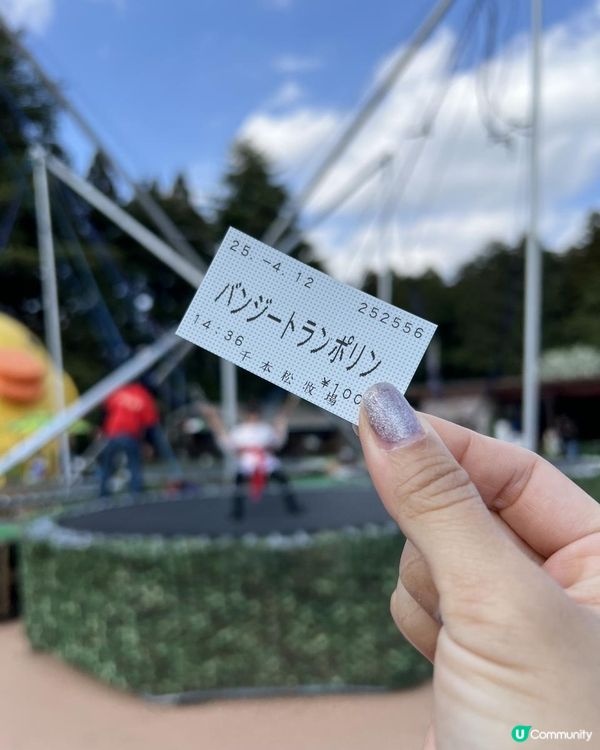 25.-4.12
252556
バンジートランポリン
14:36
¥100
千本松牧場
U Community